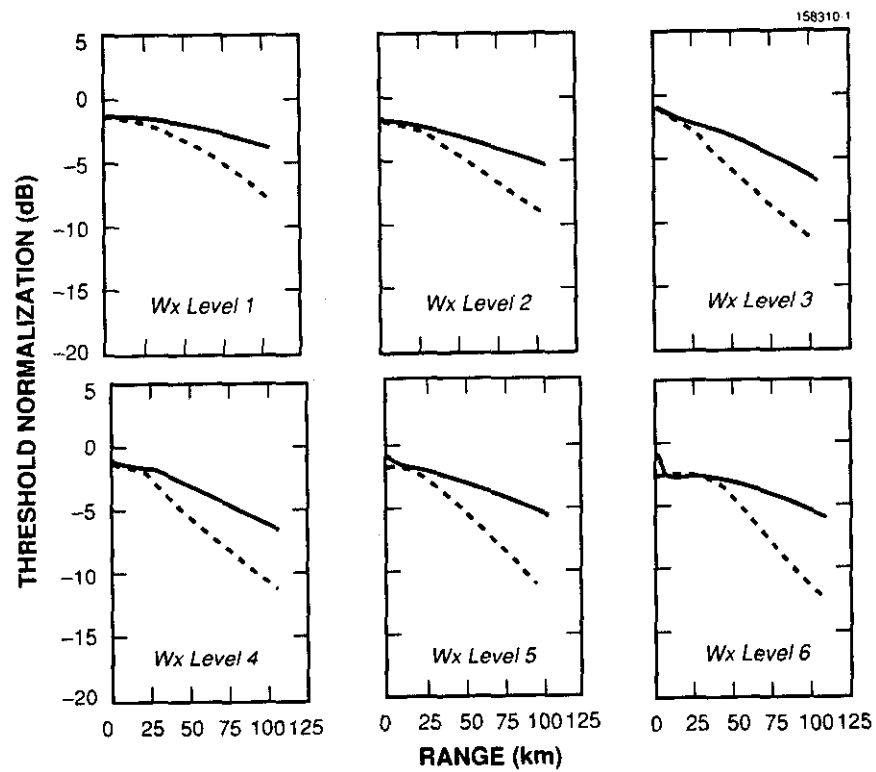 158310-1
THRESHOLD NORMALIZATION (dB)
5
0
−5
−10
−15
−20
Wx Level 1
Wx Level 2
Wx Level 3
5
0
−5
−10
−15
−20
Wx Level 4
Wx Level 5
Wx Level 6
0 25 50 75 100 125
0 25 50 75 100 125
0 25 50 75 100 125
RANGE (km)